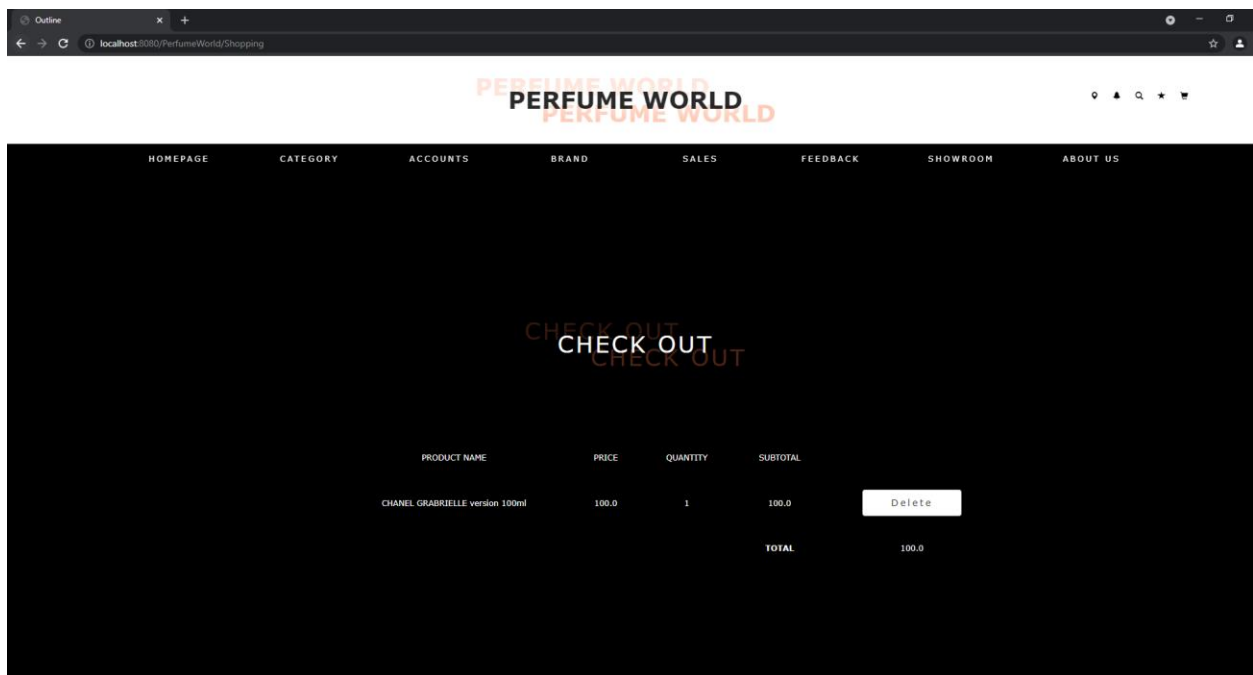 Outline
localhost:8080/PerfumeWorld/Shopping
PERFUME WORLD
PERFUME WORLD
PERFUME WORLD
HOMEPAGE CATEGORY ACCOUNTS BRAND SALES FEEDBACK SHOWROOM ABOUT US
CHECK OUT
CHECK OUT
CHECK OUT
PRODUCT NAME PRICE QUANTITY SUBTOTAL
CHANEL GRABRIELLE version 100ml 100.0 1 100.0 Delete
TOTAL 100.0